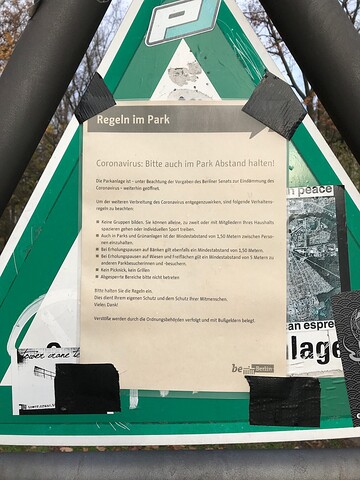 Regeln im Park
Coronavirus: Bitte auch im Park Abstand halten!
Die Parkanlage ist – unter Beachtung der Vorgaben des Berliner Senats zur Eindämmung des
Coronavirus – weiterhin geöffnet.
Um der weiteren Verbreitung des Coronavirus entgegenzuwirken, sind folgende Verhaltens-
regeln zu beachten:
■ Keine Gruppen bilden. Sie können alleine, zu zweit oder mit Mitgliedern Ihres Haushalts
spazieren gehen oder individuellen Sport treiben.
■ Auch in Parks und Grünanlagen ist der Mindestabstand von 1,50 Metern zwischen Perso-
nen einzuhalten.
■ Bei Erholungspausen auf Bänken gilt ebenfalls ein Mindestabstand von 1,50 Metern.
■ Bei Erholungspausen auf Wiesen und Freiflächen gilt ein Mindestabstand von 5 Metern zu
anderen Parkbesucherinnen und -besuchern.
■ Kein Picknick, kein Grillen
■ Abgesperrte Bereiche bitte nicht betreten
Bitte halten Sie die Regeln ein.
Dies dient Ihrem eigenen Schutz und dem Schutz Ihrer Mitmenschen.
Vielen Dank!
Verstöße werden durch die Ordnungsbehörden verfolgt und mit Bußgeldern belegt.
be Berlin
n peace
an espre
lage
ower crane t